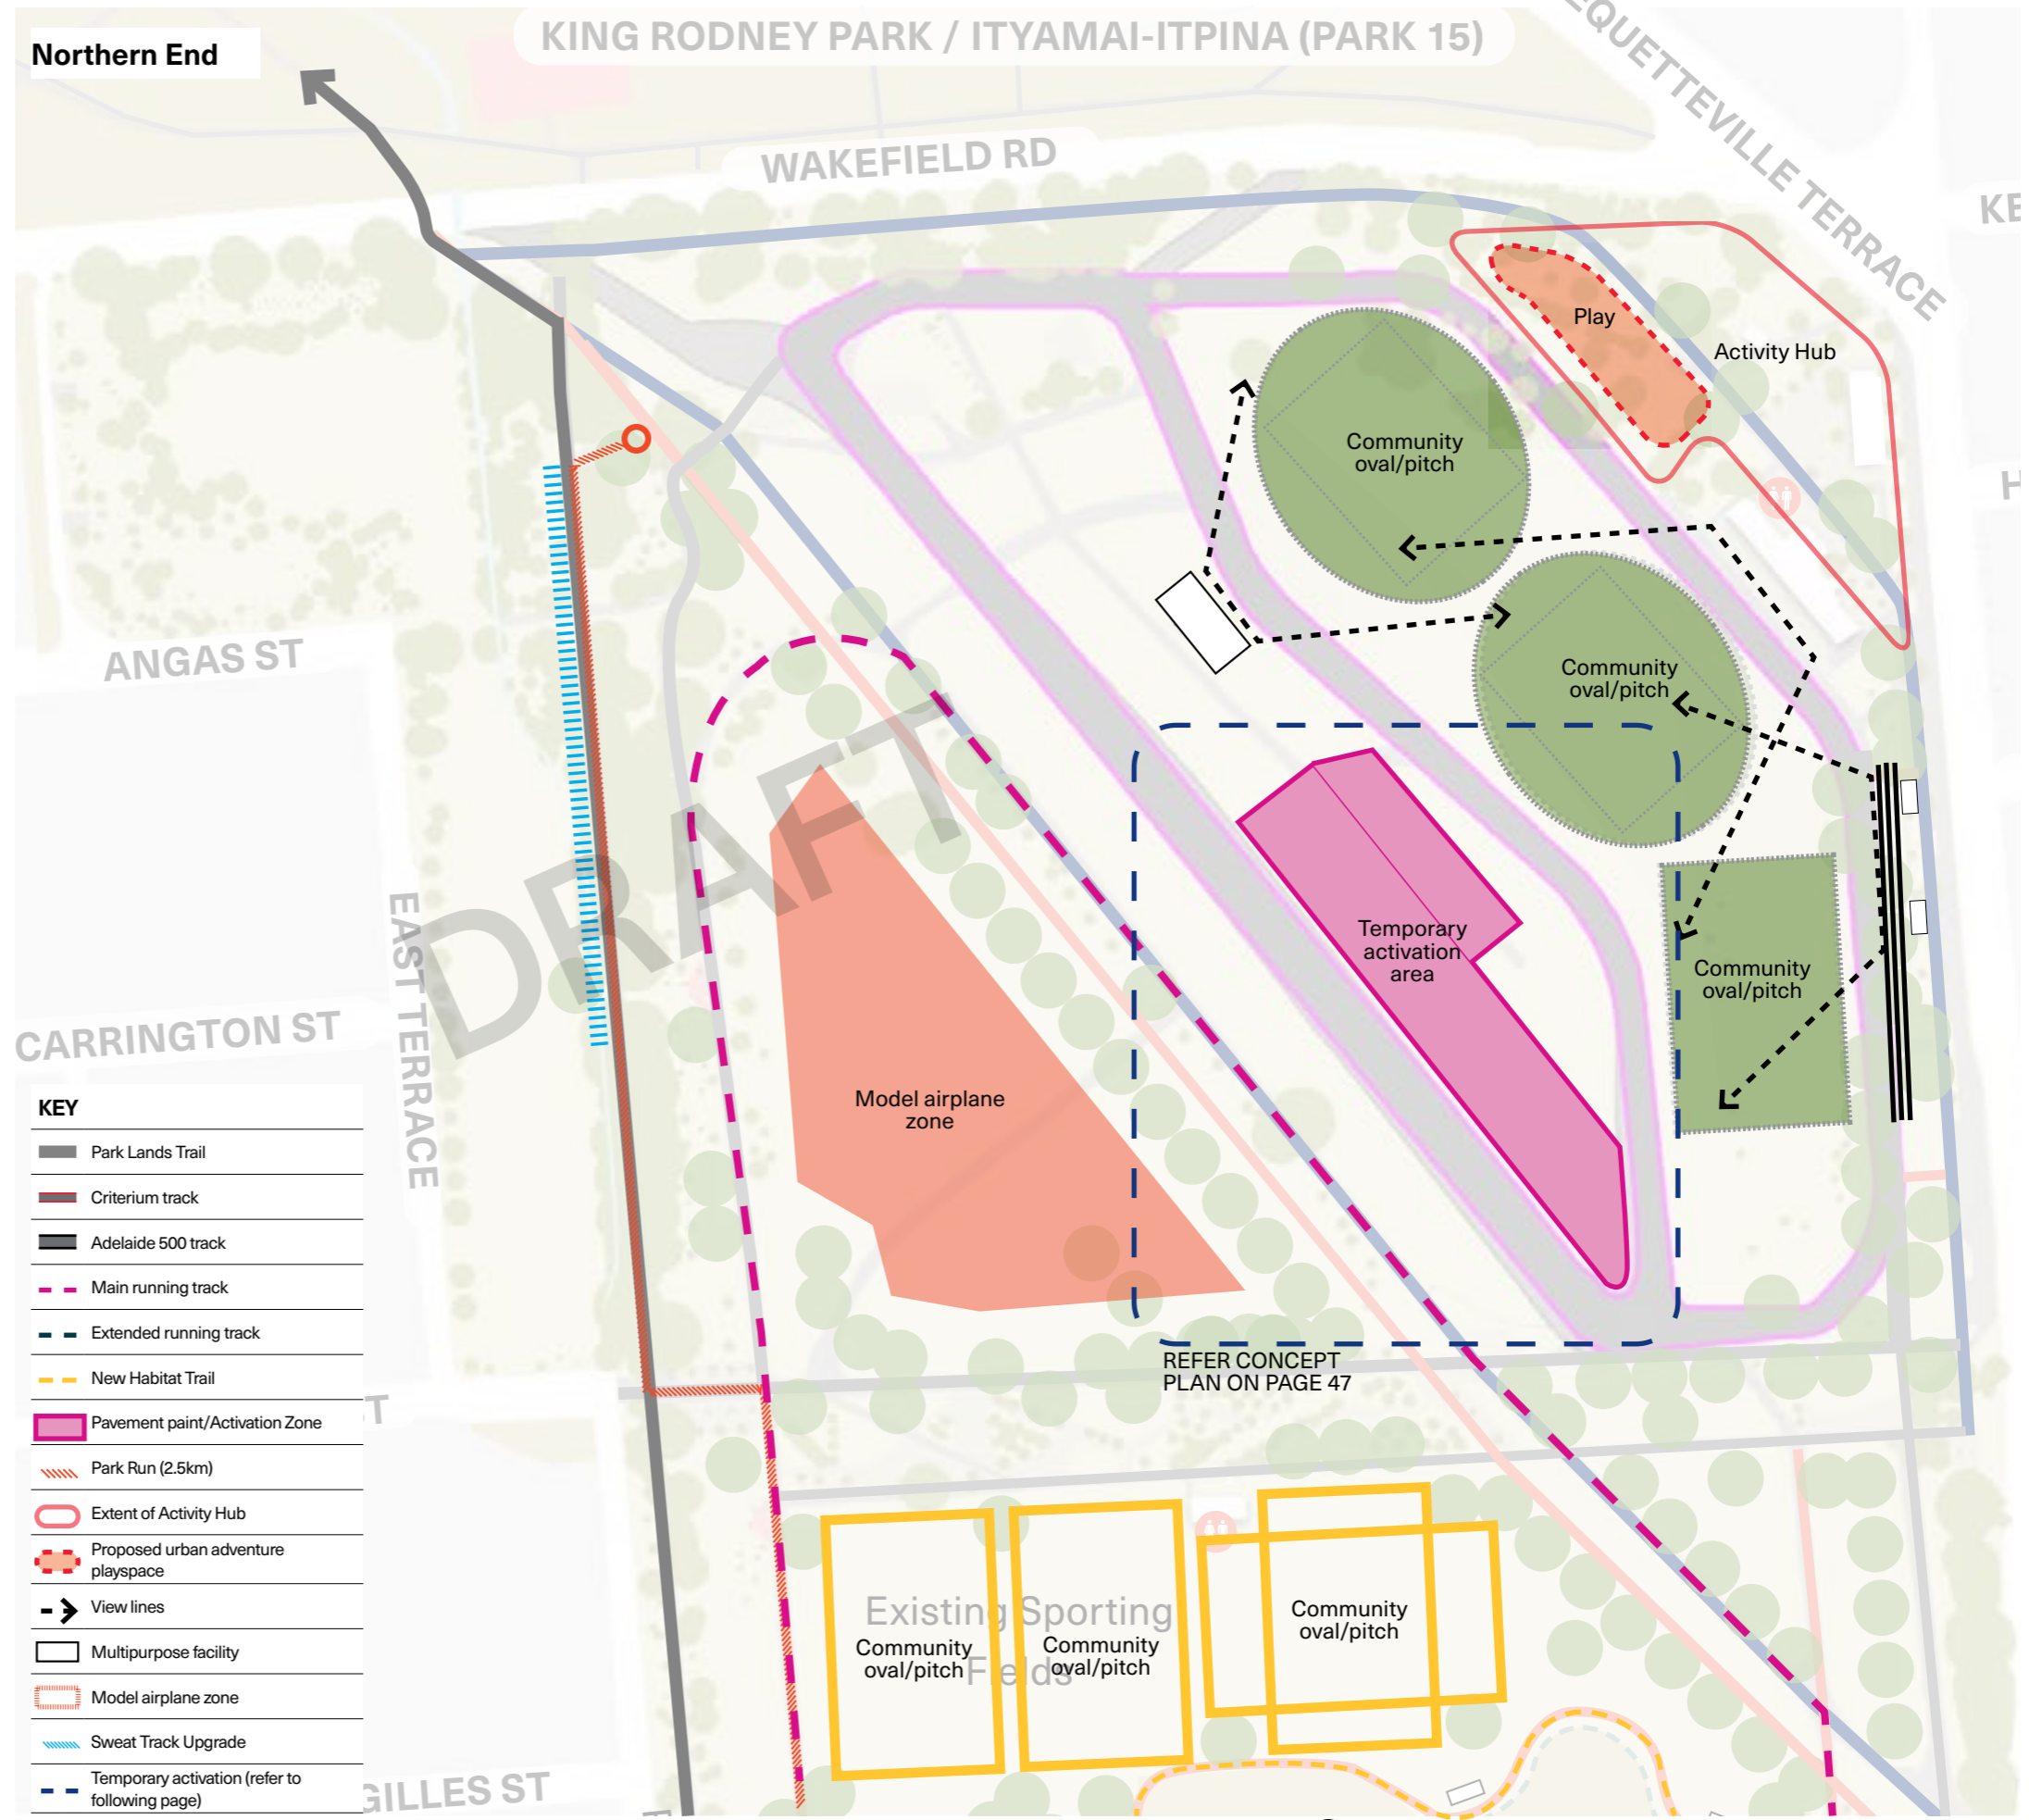 Northern End
KING RODNEY PARK / ITYAMAI-ITPINA (PARK 15)
EQUETTEVILLE TERRACE
WAKEFIELD RD
KE
Play
Activity Hub
Community
oval/pitch
H
ANGAS ST
Community
oval/pitch
DRAFT
EAST TERRACE
Temporary
activation
area
Community
oval/pitch
CARRINGTON ST
Model airplane
zone
REFER CONCEPT
PLAN ON PAGE 47
KEY
Park Lands Trail
Criterium track
Adelaide 500 track
Main running track
Extended running track
New Habitat Trail
Pavement paint/Activation Zone
Park Run (2.5km)
Extent of Activity Hub
Proposed urban adventure
playspace
View lines
Multipurpose facility
Model airplane zone
Sweat Track Upgrade
Temporary activation (refer to
following page)
T
Existing Sporting
Fields
Community
oval/pitch
Community
oval/pitch
Community
oval/pitch
GILLES ST